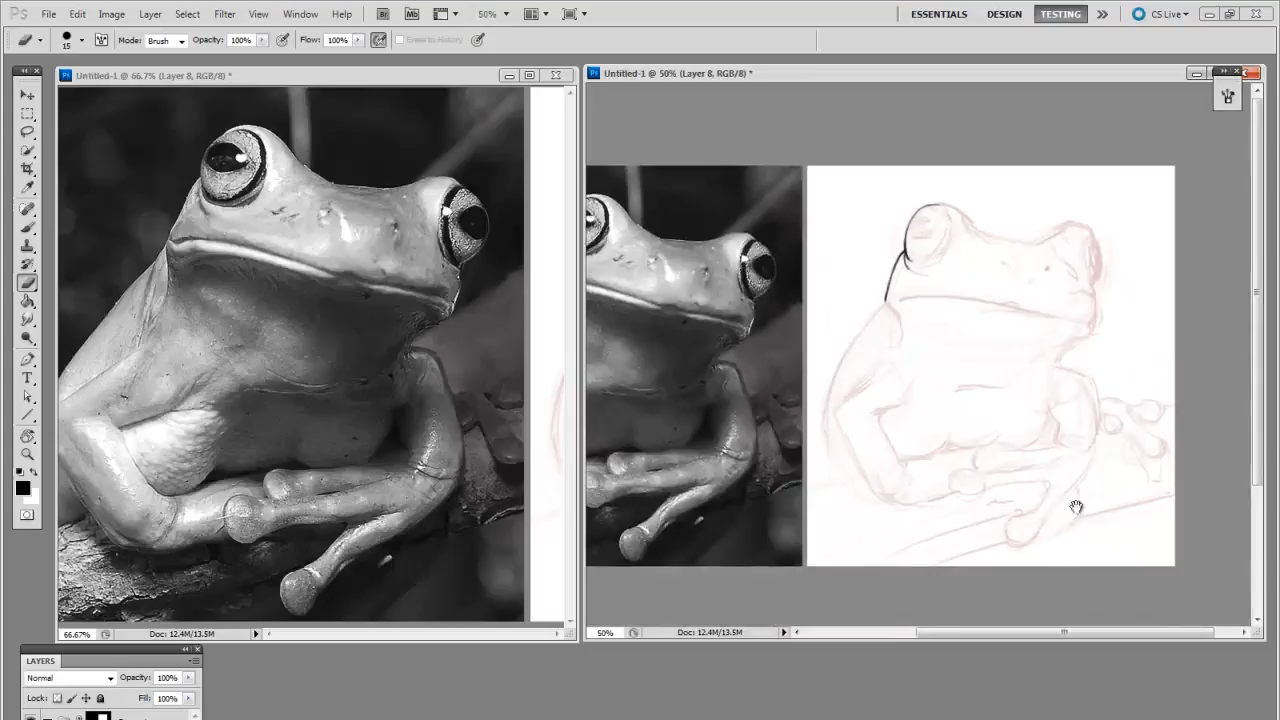 Ps File Edit Image Layer Select Filter View Window Help Br Mb 50% ESSENTIALS DESIGN TESTING CS Live
15 Mode: Brush Opacity: 100% Flow: 100% Erase to History
Untitled-1 @ 66.7% (Layer 8, RGB/8) *
Untitled-1 @ 50% (Layer 8, RGB/8) *
66.67% Doc: 12.4M/13.5M
50% Doc: 12.4M/13.5M
LAYERS
Normal Opacity: 100%
Lock: Fill: 100%